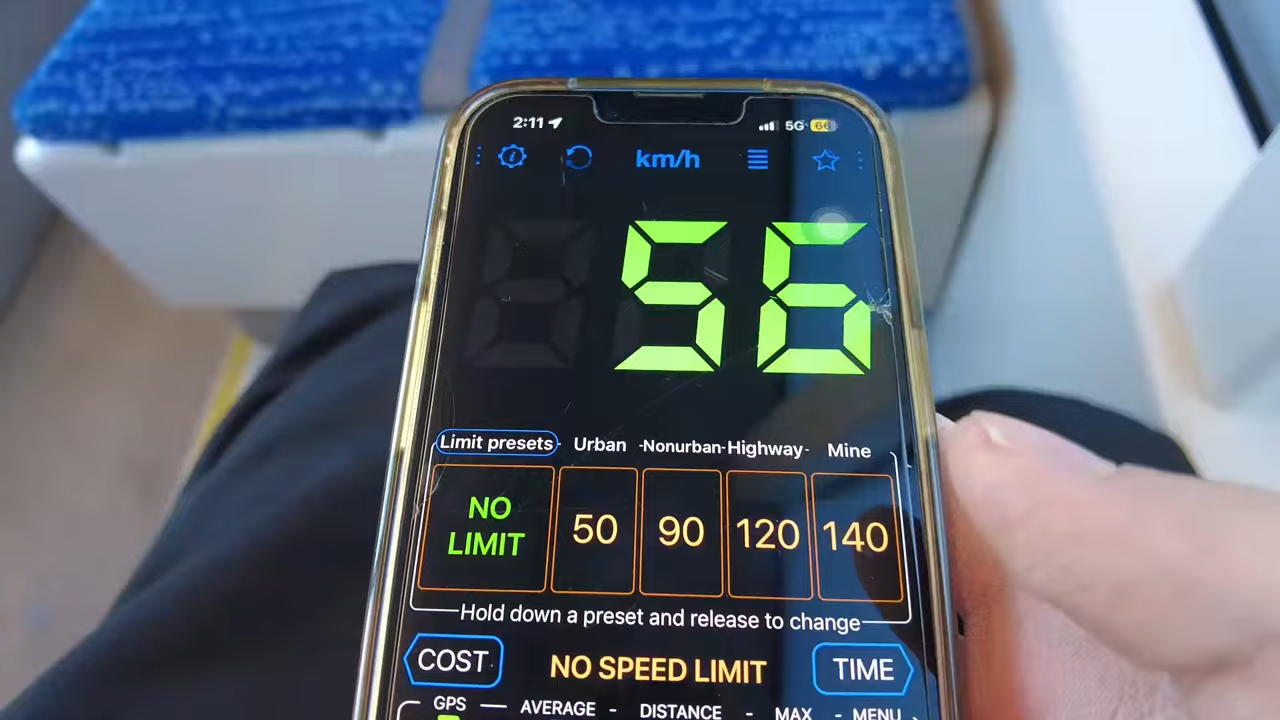 2:11 5G 66
km/h
56
Limit presets Urban Nonurban Highway Mine
NO LIMIT 50 90 120 140
Hold down a preset and release to change
COST NO SPEED LIMIT TIME
GPS AVERAGE DISTANCE MAX MENU